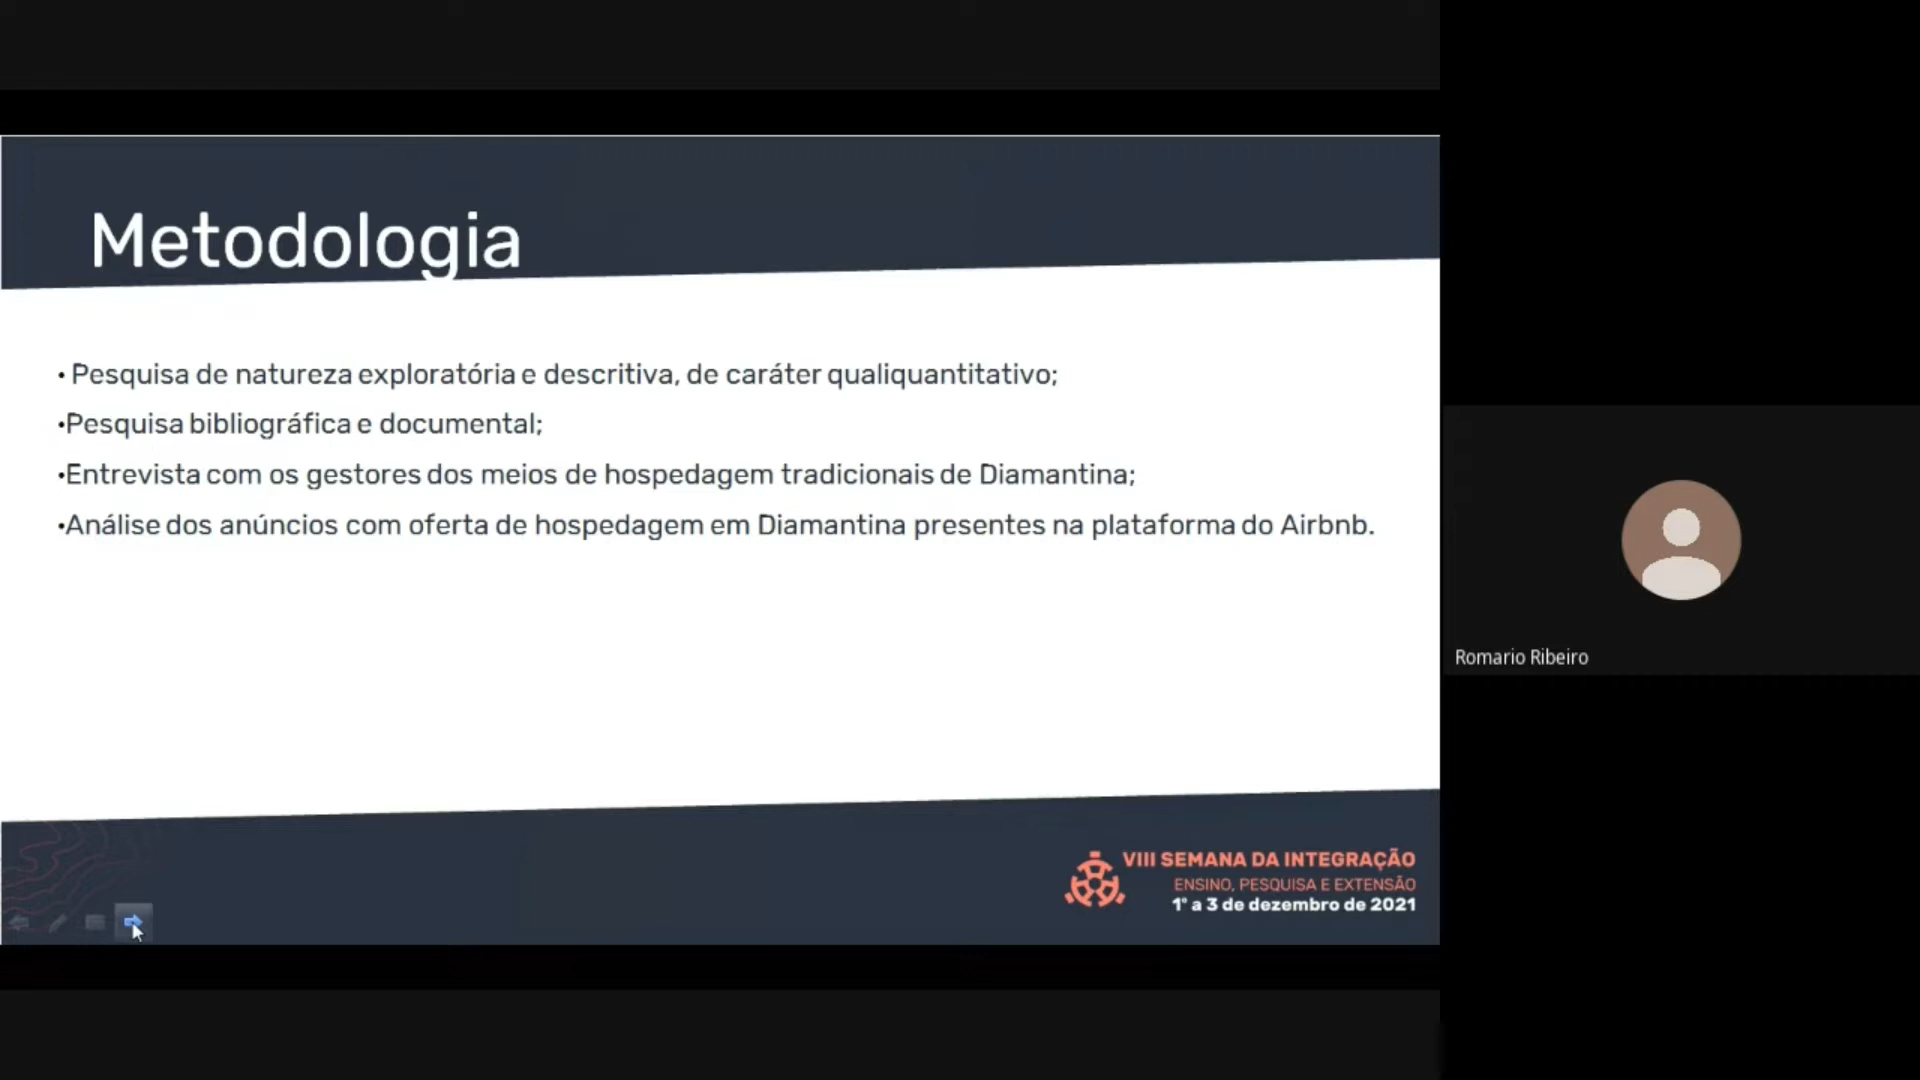 Metodologia
• Pesquisa de natureza exploratória e descritiva, de caráter qualiquantitativo;
•Pesquisa bibliográfica e documental;
•Entrevista com os gestores dos meios de hospedagem tradicionais de Diamantina;
•Análise dos anúncios com oferta de hospedagem em Diamantina presentes na plataforma do Airbnb.
Romario Ribeiro
VIII SEMANA DA INTEGRAÇÃO
ENSINO, PESQUISA E EXTENSÃO
1° a 3 de dezembro de 2021